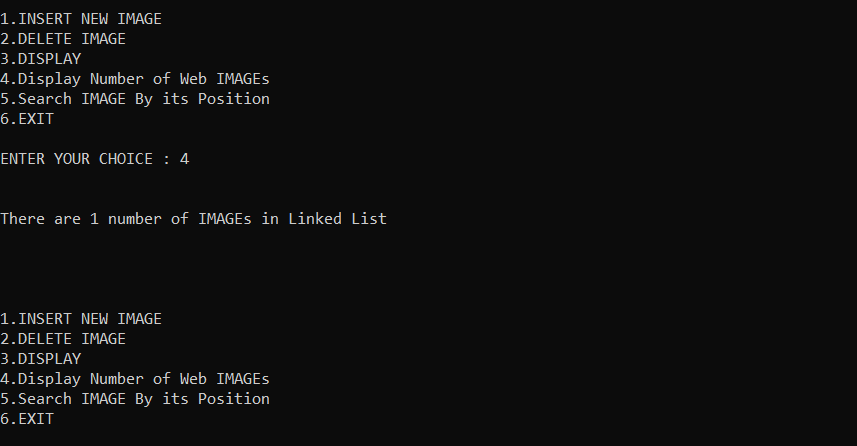 1.INSERT NEW IMAGE
2.DELETE IMAGE
3.DISPLAY
4.Display Number of Web IMAGEs
5.Search IMAGE By its Position
6.EXIT
ENTER YOUR CHOICE : 4
There are 1 number of IMAGEs in Linked List
1.INSERT NEW IMAGE
2.DELETE IMAGE
3.DISPLAY
4.Display Number of Web IMAGEs
5.Search IMAGE By its Position
6.EXIT